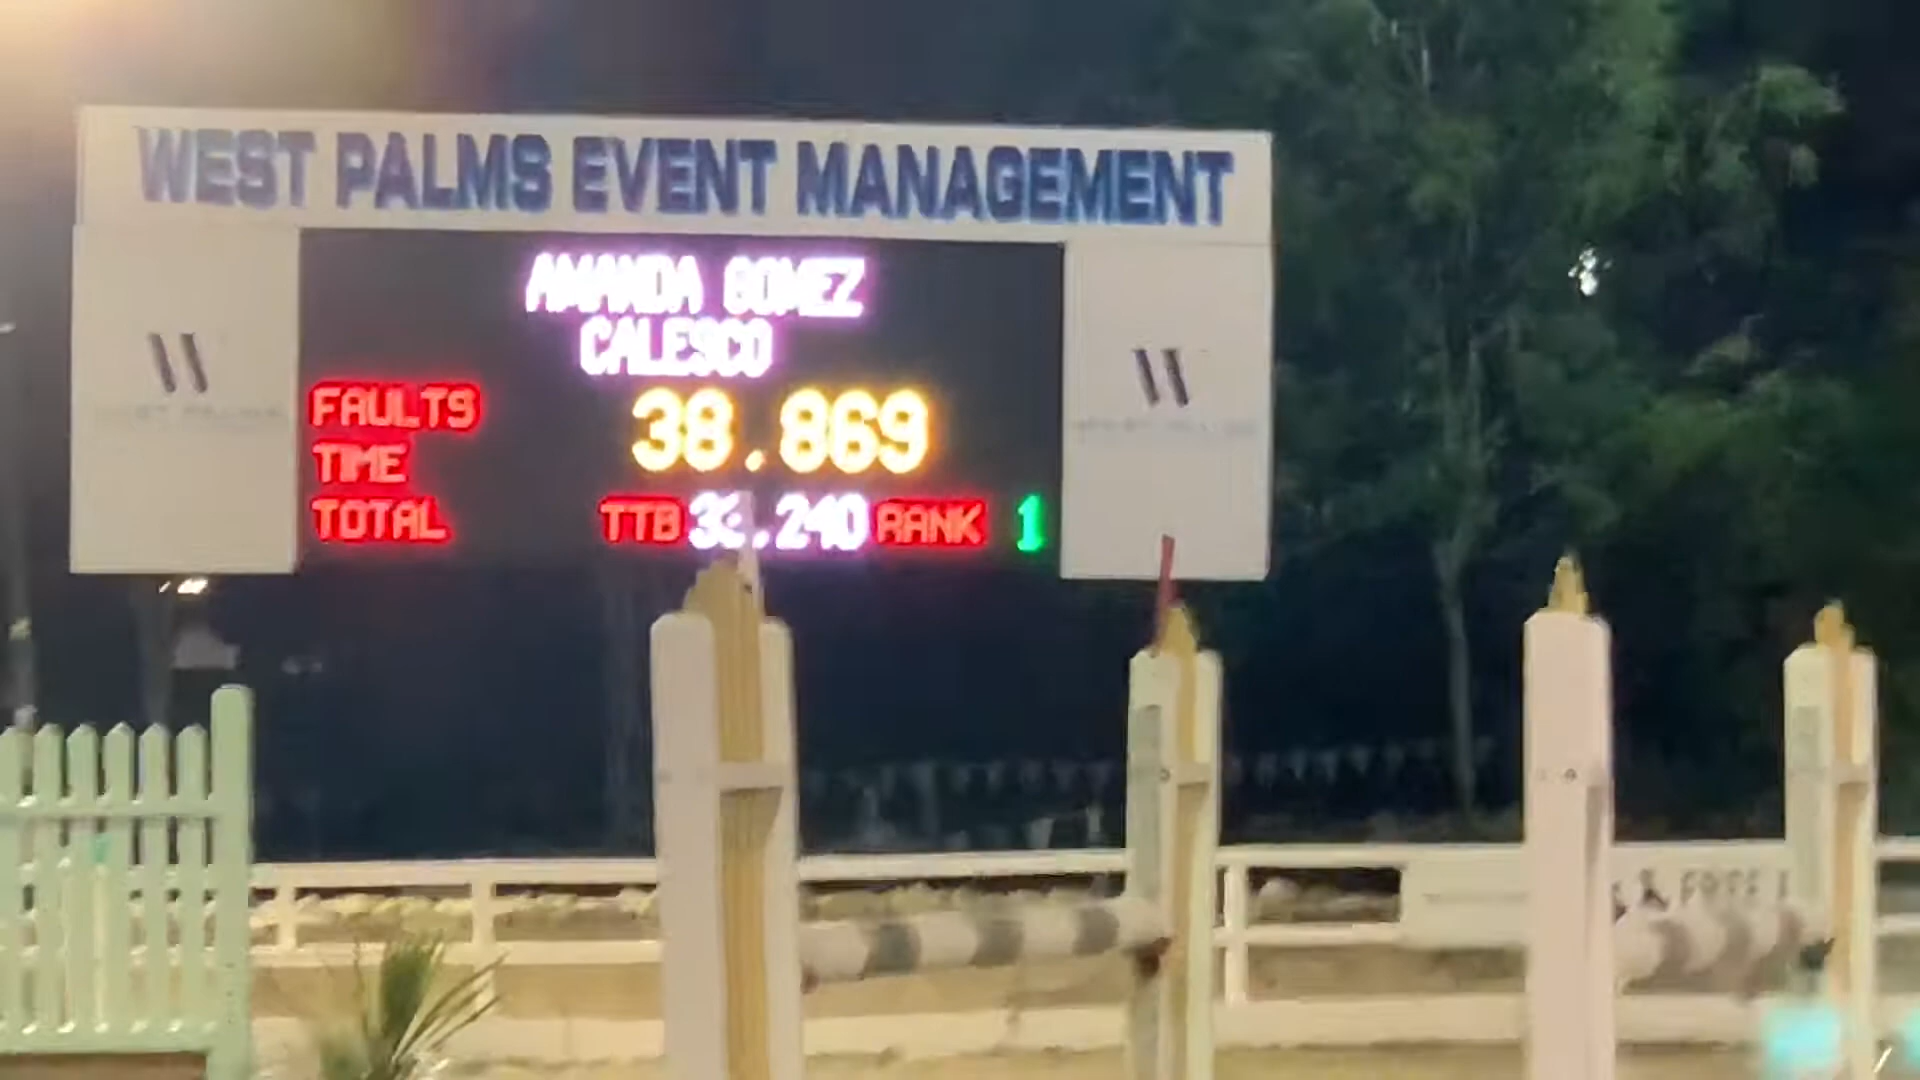 WEST PALMS EVENT MANAGEMENT
AMANDA GOMEZ
CALESCO
FAULTS
38.869
TIME
TOTAL TTB RANK 1
W
W